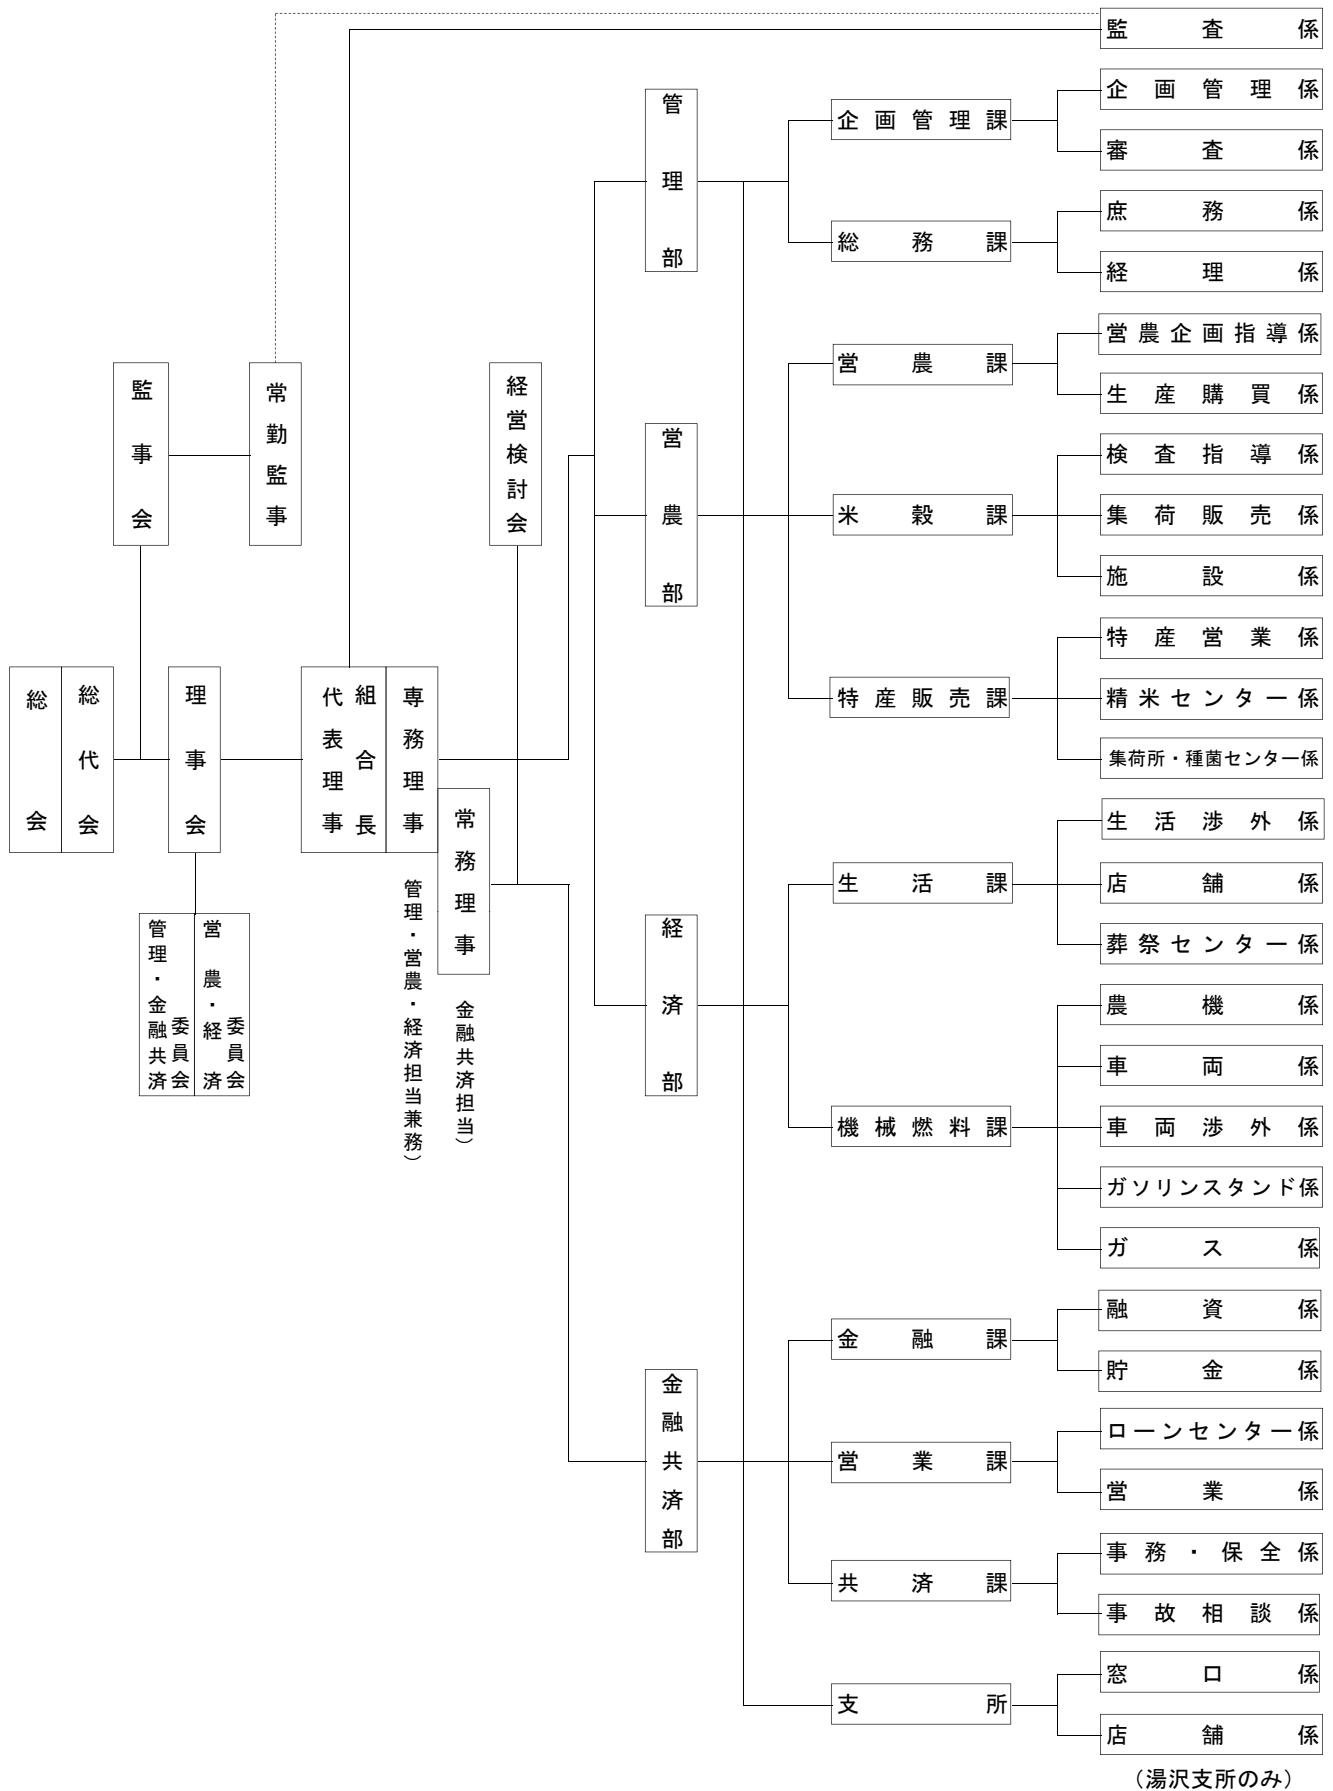 総会
総代会
監事会
常勤監事
理事会
管理・金融共済
委員会
営農・経済
委員会
代表理事
組合長
専務理事
管理・営農・経済担当兼務）
常務理事
金融共済担当）
経営検討会
監査係
管理部
企画管理課
企画管理係
審査係
総務課
庶務係
経理係
営農部
営農課
営農企画指導係
生産購買係
米穀課
検査指導係
集荷販売係
施設係
特産販売課
特産営業係
精米センター係
集荷所・種菌センター係
経済部
生活課
生活渉外係
店舗係
葬祭センター係
機械燃料課
農機係
車両係
車両渉外係
ガソリンスタンド係
ガス係
金融共済部
金融課
融資係
貯金係
営業課
ローンセンター係
営業係
共済課
事務・保全係
事故相談係
支所
窓口係
店舗係
（湯沢支所のみ）